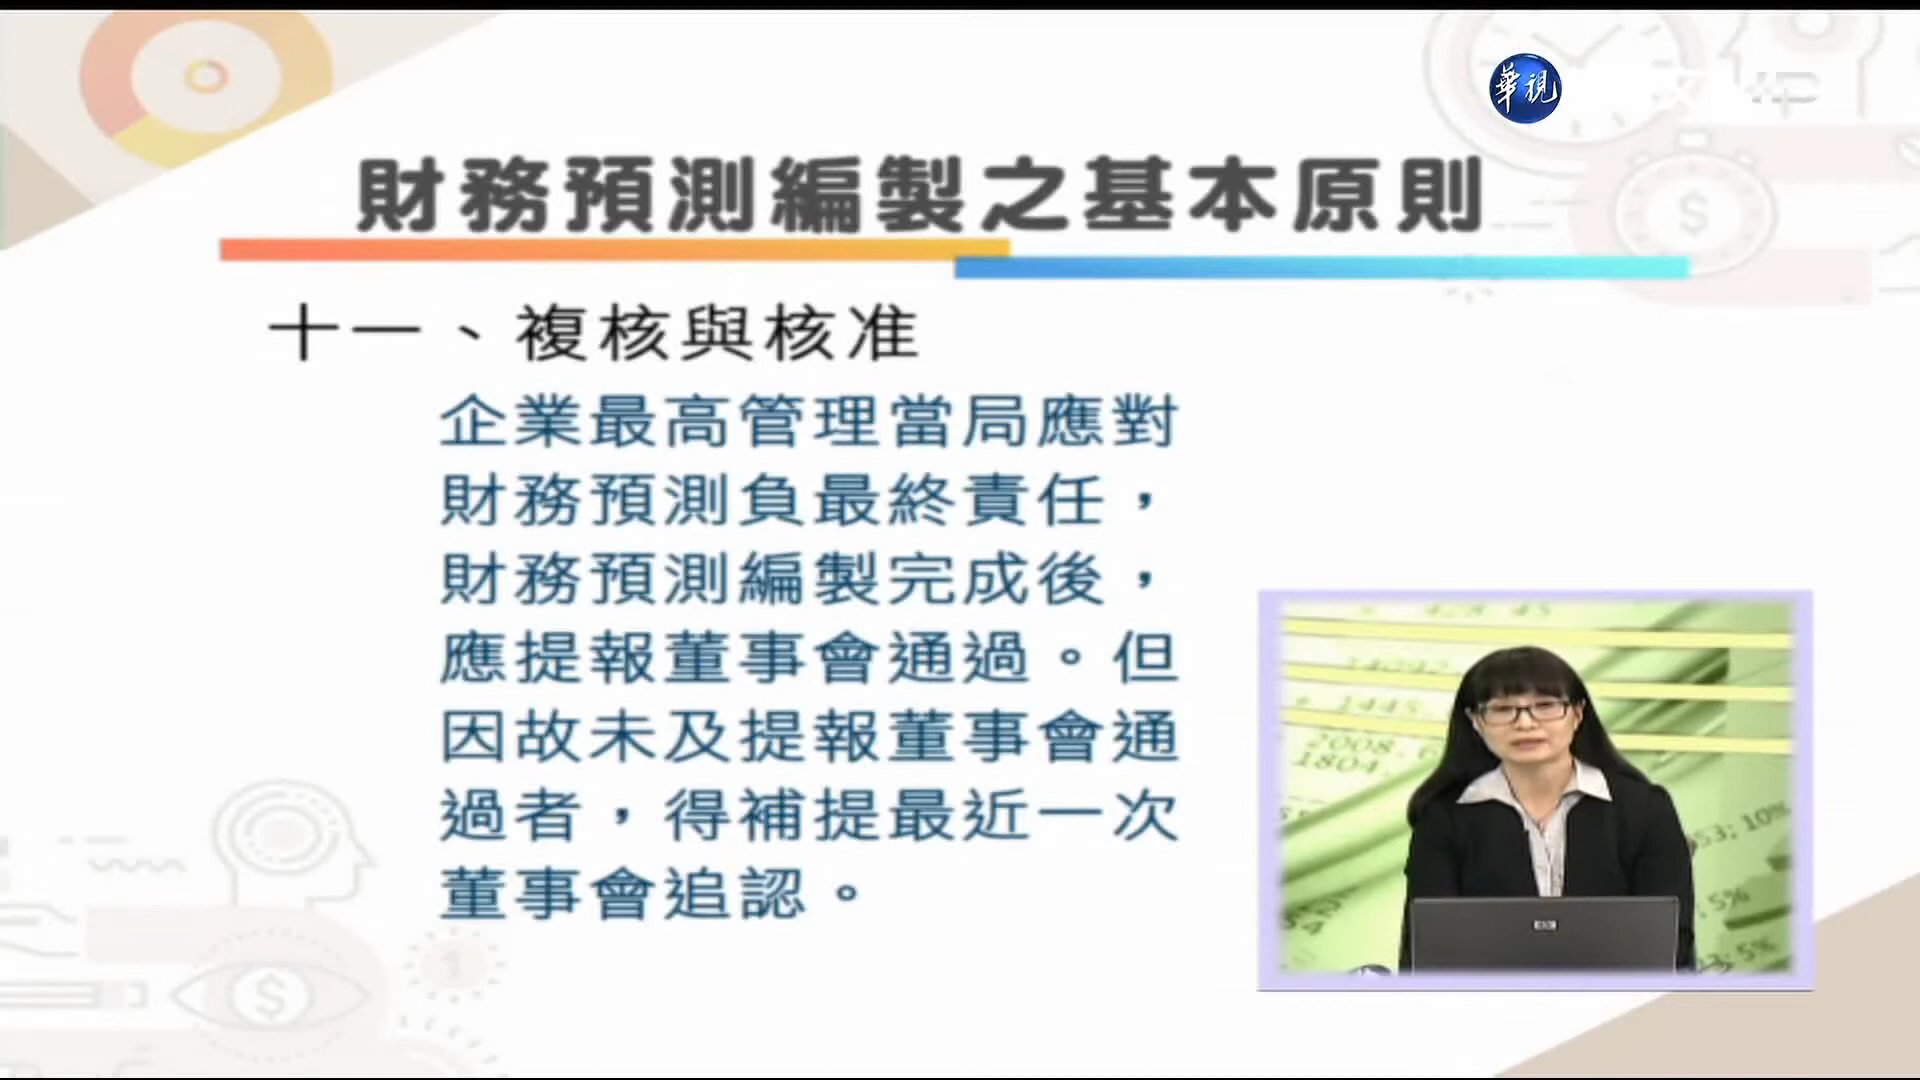 華視
財務預測編製之基本原則
十一、複核與核准
企業最高管理當局應對
財務預測負最終責任，
財務預測編製完成後，
應提報董事會通過。但
因故未及提報董事會通
過者，得補提最近一次
董事會追認。